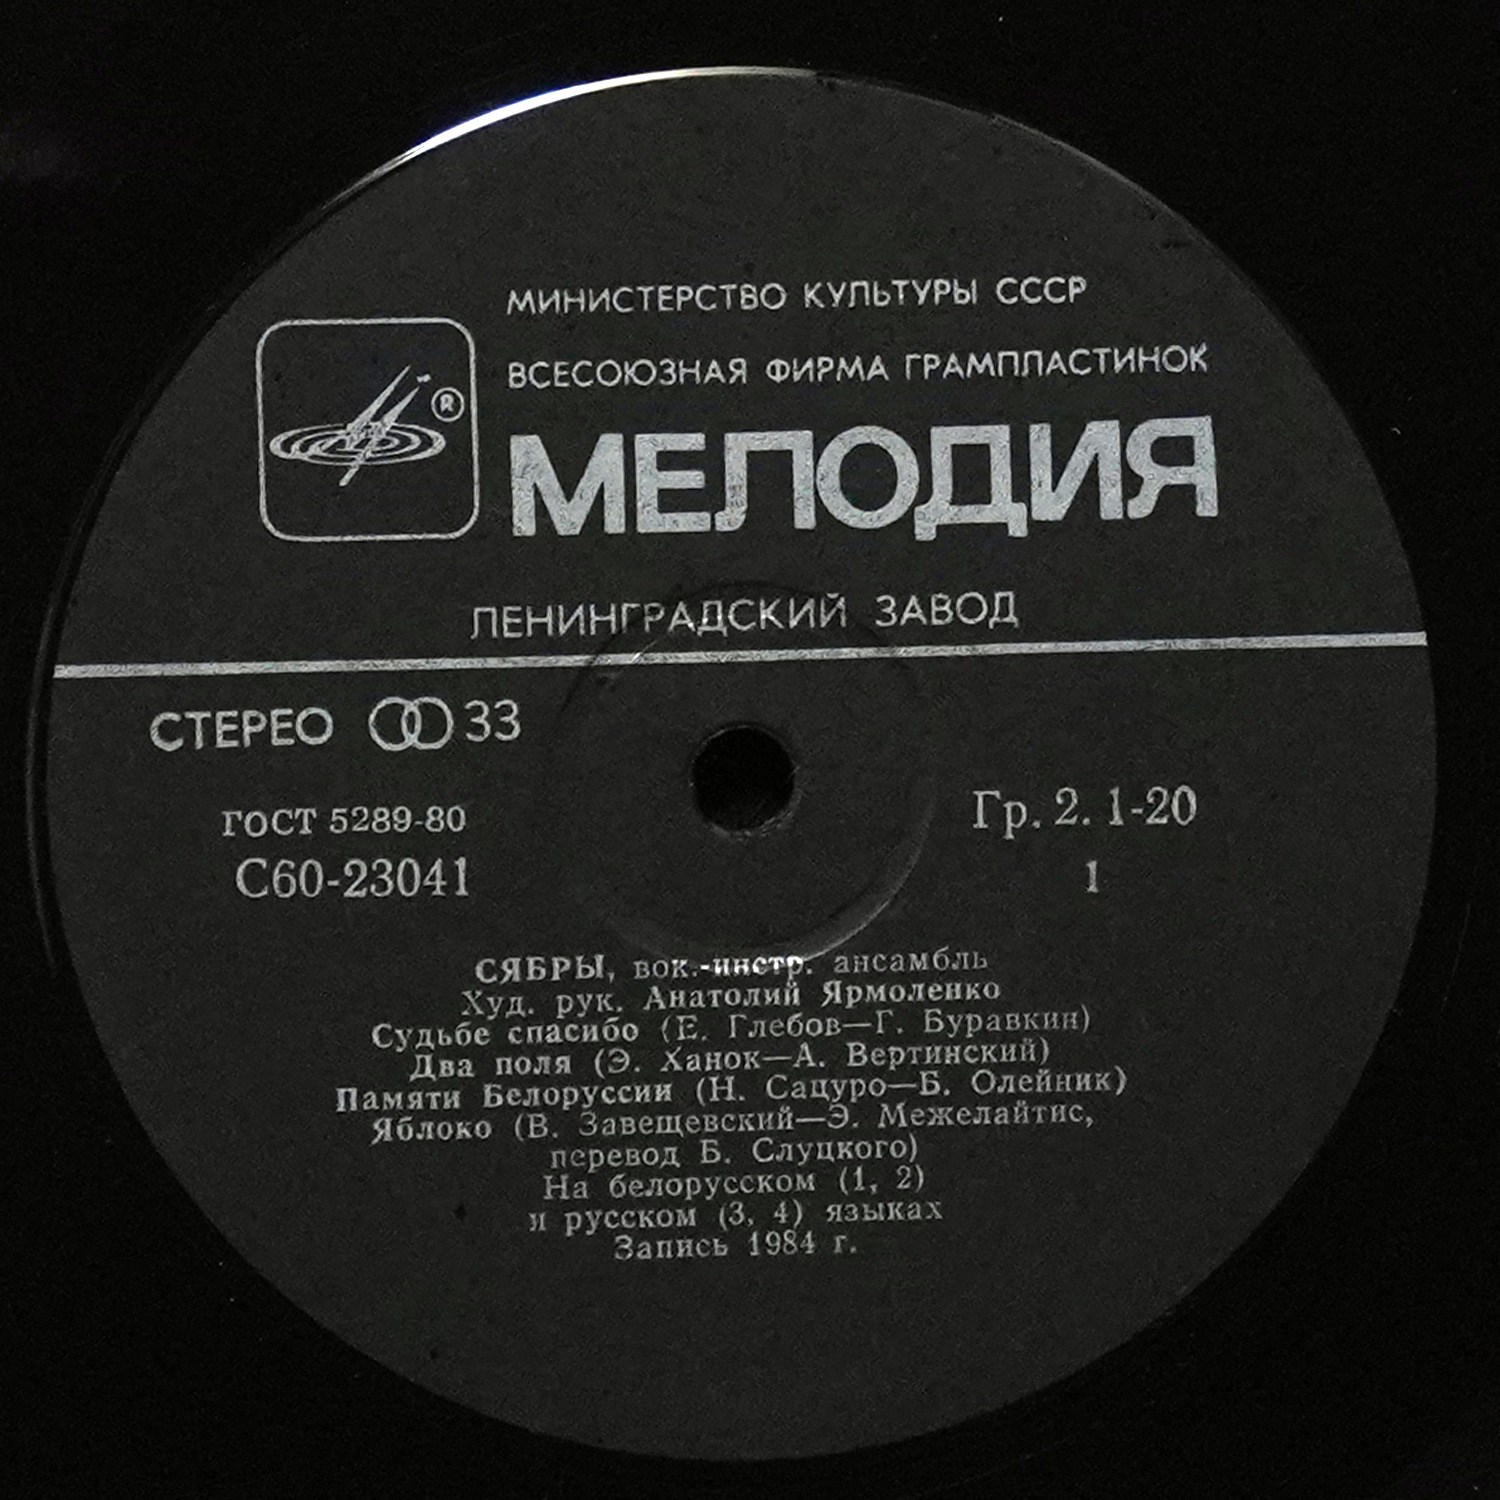 МИНИСТЕРСТВО КУЛЬТУРЫ СССР
ВСЕСОЮЗНАЯ ФИРМА ГРАМПЛАСТИНОК
®
МЕЛОДИЯ
ЛЕНИНГРАДСКИЙ ЗАВОД
СТЕРЕО 33
ГОСТ 5289-80
Гр. 2. 1-20
С60-23041
1
СЯБРЫ, вок.-инстр. ансамбль
Худ. рук. Анатолий Ярмоленко
Судьбе спасибо (Е. Глебов—Г. Буравкин)
Два поля (Э. Ханок—А. Вертинский)
Памяти Белоруссии (Н. Сацуро—Б. Олейник)
Яблоко (В. Завещевский—Э. Межелайтис,
перевод Б. Слуцкого)
На белорусском (1, 2)
и русском (3, 4) языках
Запись 1984 г.